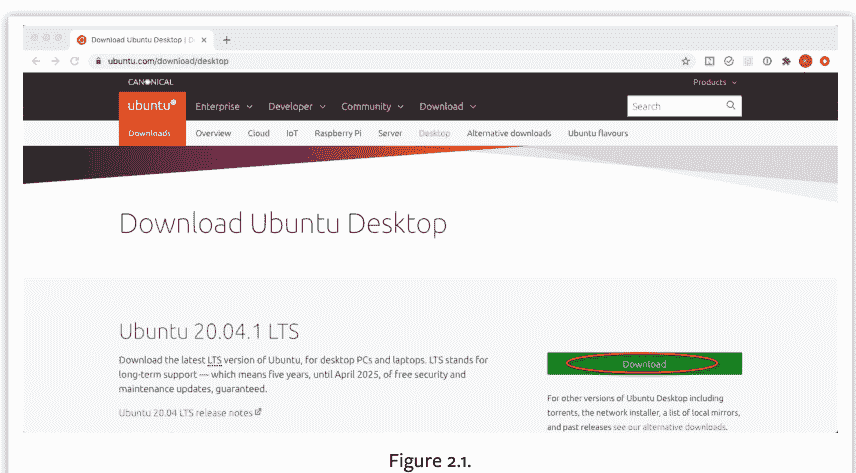 Download Ubuntu Desktop | D
ubuntu.com/download/desktop
CANONICAL
Products
ubuntu®
Enterprise
Developer
Community
Download
Search
Downloads
Overview
Cloud
IoT
Raspberry Pi
Server
Desktop
Alternative downloads
Ubuntu flavours
Download Ubuntu Desktop
Ubuntu 20.04.1 LTS
Download the latest LTS version of Ubuntu, for desktop PCs and laptops. LTS stands for
long-term support — which means five years, until April 2025, of free security and
maintenance updates, guaranteed.
Ubuntu 20.04 LTS release notes
Download
For other versions of Ubuntu Desktop including
torrents, the network installer, a list of local mirrors,
and past releases see our alternative downloads.
Figure 2.1.